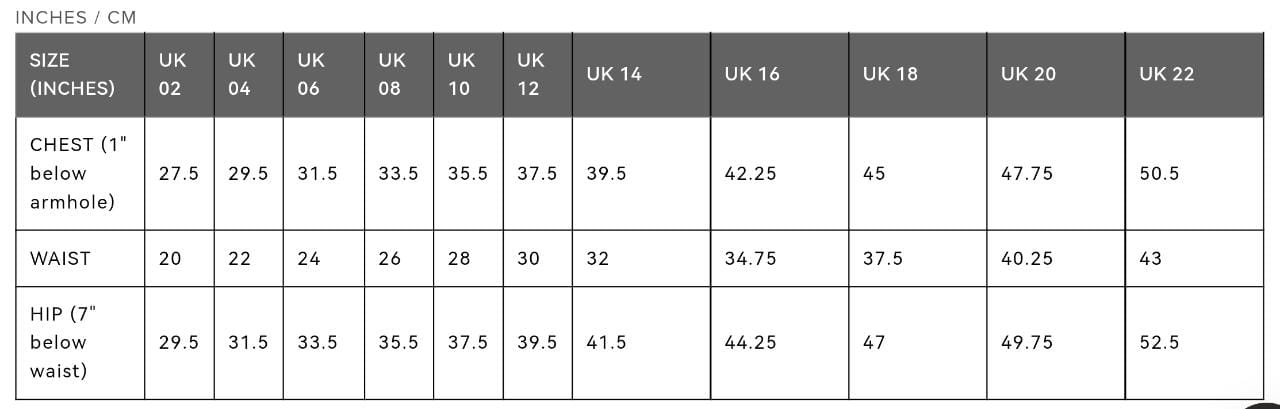 INCHES / CM
SIZE (INCHES) UK 02 UK 04 UK 06 UK 08 UK 10 UK 12 UK 14 UK 16 UK 18 UK 20 UK 22
CHEST (1" below armhole) 27.5 29.5 31.5 33.5 35.5 37.5 39.5 42.25 45 47.75 50.5
WAIST 20 22 24 26 28 30 32 34.75 37.5 40.25 43
HIP (7" below waist) 29.5 31.5 33.5 35.5 37.5 39.5 41.5 44.25 47 49.75 52.5